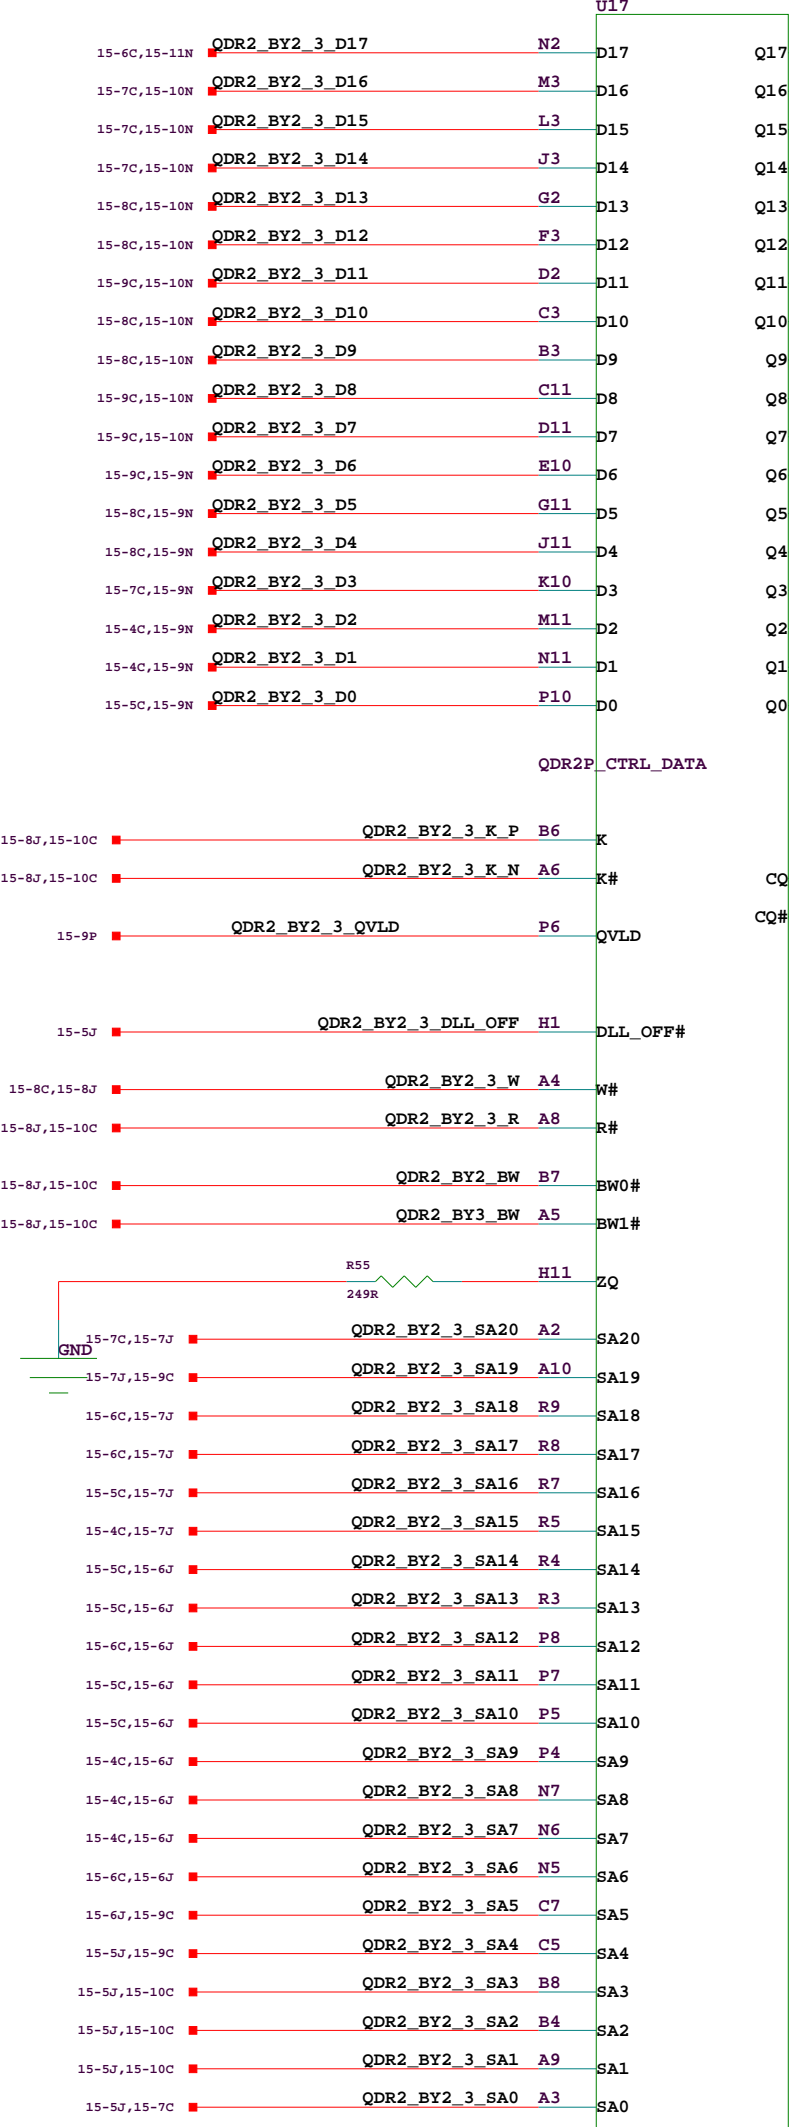 U17
15-6C,15-11N QDR2_BY2_3_D17 N2 D17 Q17
15-7C,15-10N QDR2_BY2_3_D16 M3 D16 Q16
15-7C,15-10N QDR2_BY2_3_D15 L3 D15 Q15
15-7C,15-10N QDR2_BY2_3_D14 J3 D14 Q14
15-8C,15-10N QDR2_BY2_3_D13 G2 D13 Q13
15-8C,15-10N QDR2_BY2_3_D12 F3 D12 Q12
15-9C,15-10N QDR2_BY2_3_D11 D2 D11 Q11
15-8C,15-10N QDR2_BY2_3_D10 C3 D10 Q10
15-8C,15-10N QDR2_BY2_3_D9 B3 D9 Q9
15-9C,15-10N QDR2_BY2_3_D8 C11 D8 Q8
15-9C,15-10N QDR2_BY2_3_D7 D11 D7 Q7
15-9C,15-9N QDR2_BY2_3_D6 E10 D6 Q6
15-8C,15-9N QDR2_BY2_3_D5 G11 D5 Q5
15-8C,15-9N QDR2_BY2_3_D4 J11 D4 Q4
15-7C,15-9N QDR2_BY2_3_D3 K10 D3 Q3
15-4C,15-9N QDR2_BY2_3_D2 M11 D2 Q2
15-4C,15-9N QDR2_BY2_3_D1 N11 D1 Q1
15-5C,15-9N QDR2_BY2_3_D0 P10 D0 Q0
QDR2P_CTRL_DATA
15-8J,15-10C QDR2_BY2_3_K_P B6 K
15-8J,15-10C QDR2_BY2_3_K_N A6 K# CQ
CQ#
15-9P QDR2_BY2_3_QVLD P6 QVLD
15-5J QDR2_BY2_3_DLL_OFF H1 DLL_OFF#
15-8C,15-8J QDR2_BY2_3_W A4 W#
15-8J,15-10C QDR2_BY2_3_R A8 R#
15-8J,15-10C QDR2_BY2_BW B7 BW0#
15-8J,15-10C QDR2_BY3_BW A5 BW1#
R55 H11 ZQ
249R
15-7C,15-7J QDR2_BY2_3_SA20 A2 SA20
GND
15-7J,15-9C QDR2_BY2_3_SA19 A10 SA19
15-6C,15-7J QDR2_BY2_3_SA18 R9 SA18
15-6C,15-7J QDR2_BY2_3_SA17 R8 SA17
15-5C,15-7J QDR2_BY2_3_SA16 R7 SA16
15-4C,15-7J QDR2_BY2_3_SA15 R5 SA15
15-5C,15-6J QDR2_BY2_3_SA14 R4 SA14
15-5C,15-6J QDR2_BY2_3_SA13 R3 SA13
15-6C,15-6J QDR2_BY2_3_SA12 P8 SA12
15-5C,15-6J QDR2_BY2_3_SA11 P7 SA11
15-5C,15-6J QDR2_BY2_3_SA10 P5 SA10
15-4C,15-6J QDR2_BY2_3_SA9 P4 SA9
15-4C,15-6J QDR2_BY2_3_SA8 N7 SA8
15-4C,15-6J QDR2_BY2_3_SA7 N6 SA7
15-6C,15-6J QDR2_BY2_3_SA6 N5 SA6
15-6J,15-9C QDR2_BY2_3_SA5 C7 SA5
15-5J,15-9C QDR2_BY2_3_SA4 C5 SA4
15-5J,15-10C QDR2_BY2_3_SA3 B8 SA3
15-5J,15-10C QDR2_BY2_3_SA2 B4 SA2
15-5J,15-10C QDR2_BY2_3_SA1 A9 SA1
15-5J,15-7C QDR2_BY2_3_SA0 A3 SA0